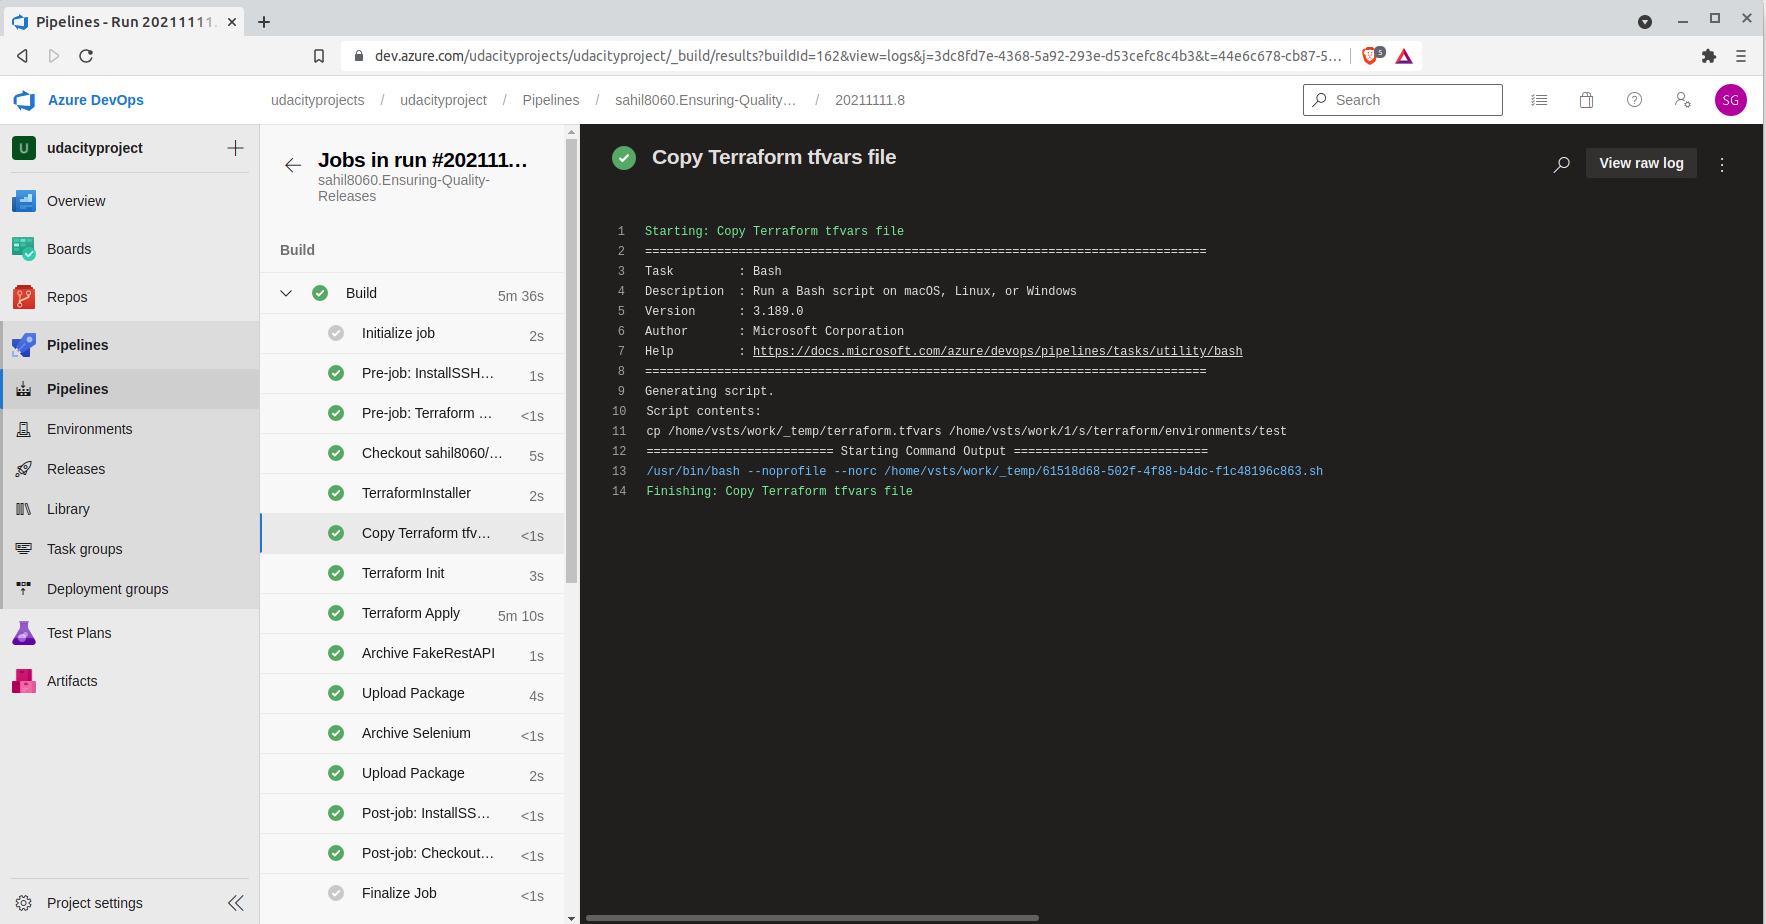 Pipelines - Run 20211111.
dev.azure.com/udacityprojects/udacityproject/_build/results?buildId=162&view=logs&j=3dc8fd7e-4368-5a92-293e-d53cefc8c4b3&t=44e6c678-cb87-5...
5
Azure DevOps
udacityprojects / udacityproject / Pipelines / sahil8060.Ensuring-Quality... / 20211111.8
Search
SG
U
udacityproject
Overview
Boards
Repos
Pipelines
Pipelines
Environments
Releases
Library
Task groups
Deployment groups
Test Plans
Artifacts
Project settings
Jobs in run #202111...
sahil8060.Ensuring-Quality-
Releases
Build
Build 5m 36s
Initialize job 2s
Pre-job: InstallSSH... 1s
Pre-job: Terraform ... <1s
Checkout sahil8060/... 5s
TerraformInstaller 2s
Copy Terraform tfv... <1s
Terraform Init 3s
Terraform Apply 5m 10s
Archive FakeRestAPI 1s
Upload Package 4s
Archive Selenium <1s
Upload Package 2s
Post-job: InstallSS... <1s
Post-job: Checkout... <1s
Finalize Job <1s
Copy Terraform tfvars file
View raw log
1 Starting: Copy Terraform tfvars file
2 ==============================================================================
3 Task : Bash
4 Description : Run a Bash script on macOS, Linux, or Windows
5 Version : 3.189.0
6 Author : Microsoft Corporation
7 Help : https://docs.microsoft.com/azure/devops/pipelines/tasks/utility/bash
8 ==============================================================================
9 Generating script.
10 Script contents:
11 cp /home/vsts/work/_temp/terraform.tfvars /home/vsts/work/1/s/terraform/environments/test
12 ========================== Starting Command Output ===========================
13 /usr/bin/bash --noprofile --norc /home/vsts/work/_temp/61518d68-502f-4f88-b4dc-f1c48196c863.sh
14 Finishing: Copy Terraform tfvars file